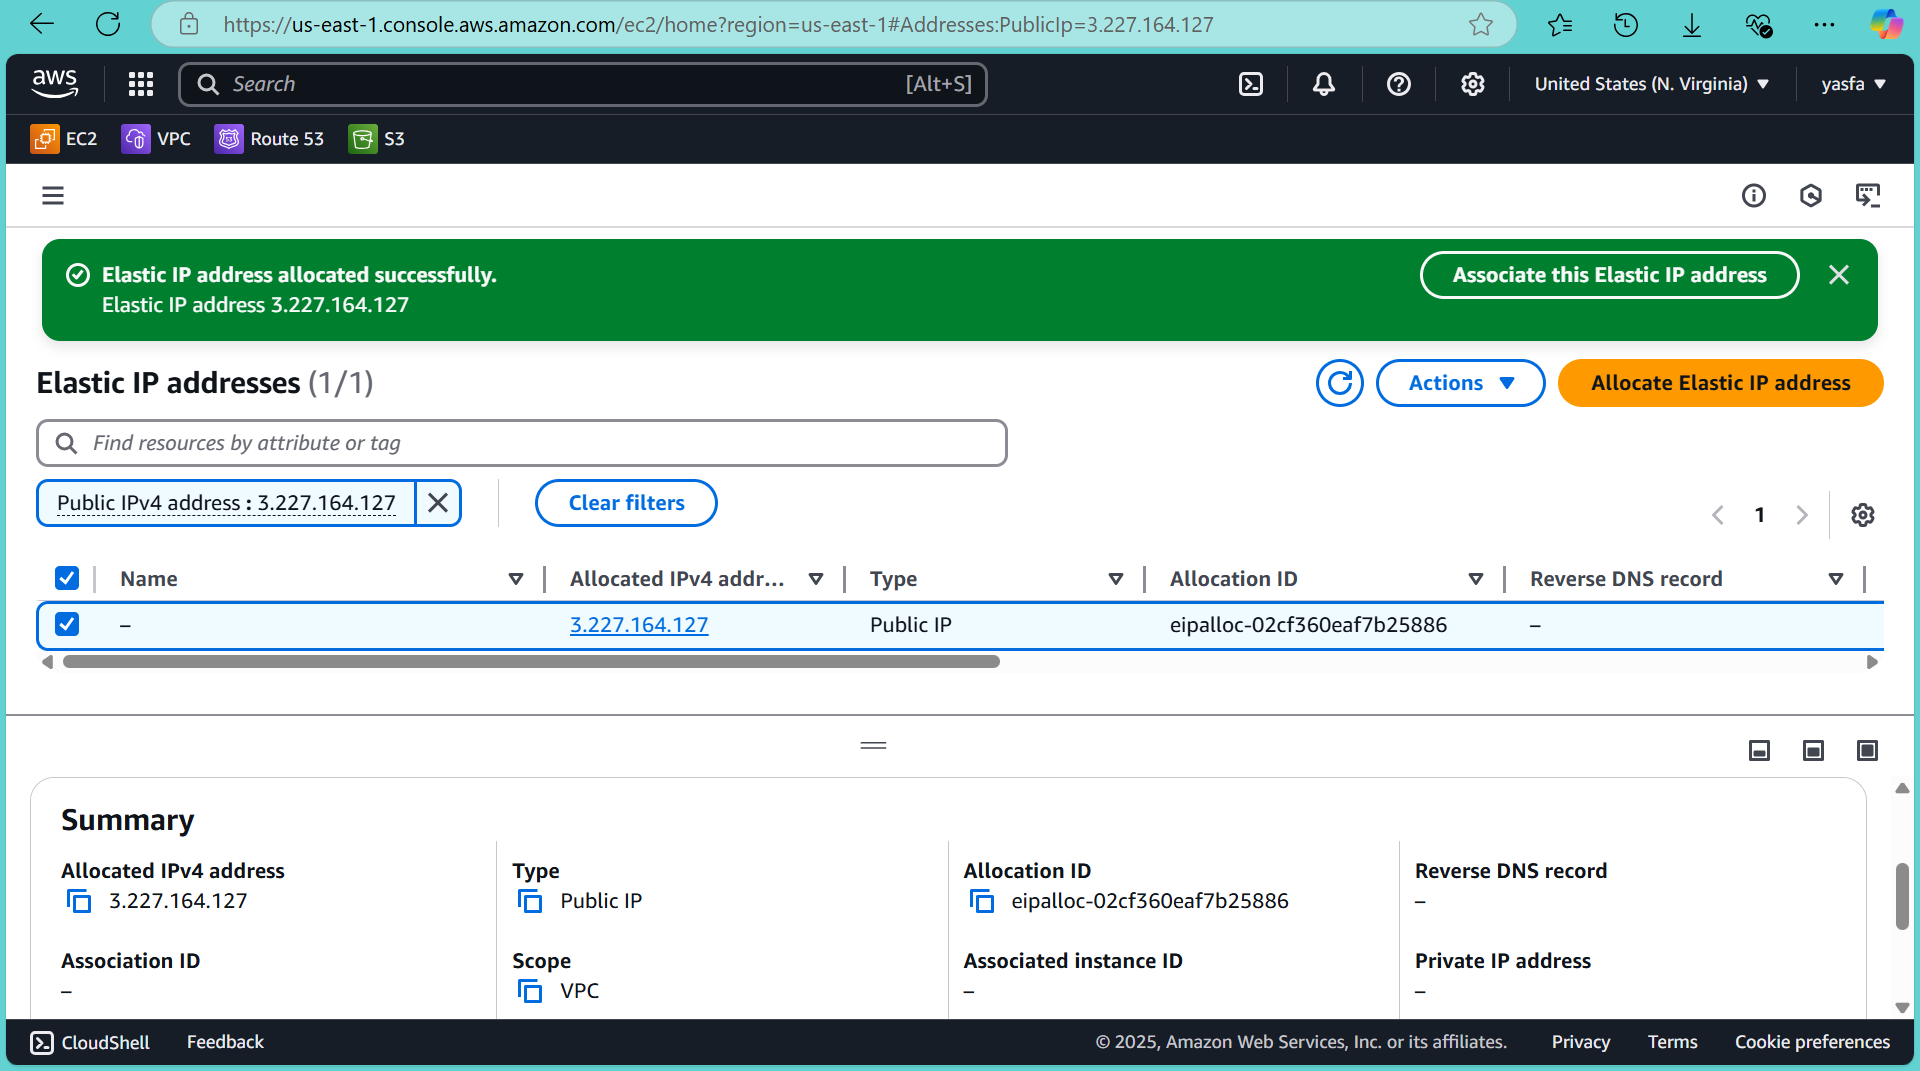 https://us-east-1.console.aws.amazon.com/ec2/home?region=us-east-1#Addresses:PublicIp=3.227.164.127
aws
Search [Alt+S]
United States (N. Virginia)
yasfa
EC2
VPC
Route 53
S3
Elastic IP address allocated successfully.
Elastic IP address 3.227.164.127
Associate this Elastic IP address
Elastic IP addresses (1/1)
Actions
Allocate Elastic IP address
Find resources by attribute or tag
Public IPv4 address : 3.227.164.127
Clear filters
1
Name Allocated IPv4 addr... Type Allocation ID Reverse DNS record
– 3.227.164.127 Public IP eipalloc-02cf360eaf7b25886 –
Summary
Allocated IPv4 address
3.227.164.127
Type
Public IP
Allocation ID
eipalloc-02cf360eaf7b25886
Reverse DNS record
–
Association ID
–
Scope
VPC
Associated instance ID
–
Private IP address
–
CloudShell
Feedback
© 2025, Amazon Web Services, Inc. or its affiliates.
Privacy
Terms
Cookie preferences